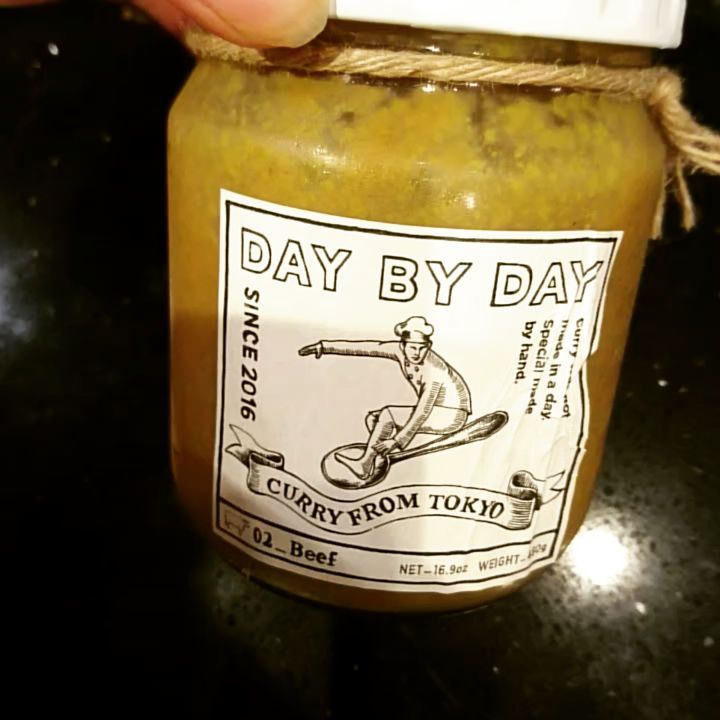 DAY BY DAY
SINCE 2016
curry
made in a day.
Special made
by hand.
CURRY FROM TOKYO
02_Beef
NET-16.9oz WEIGHT-